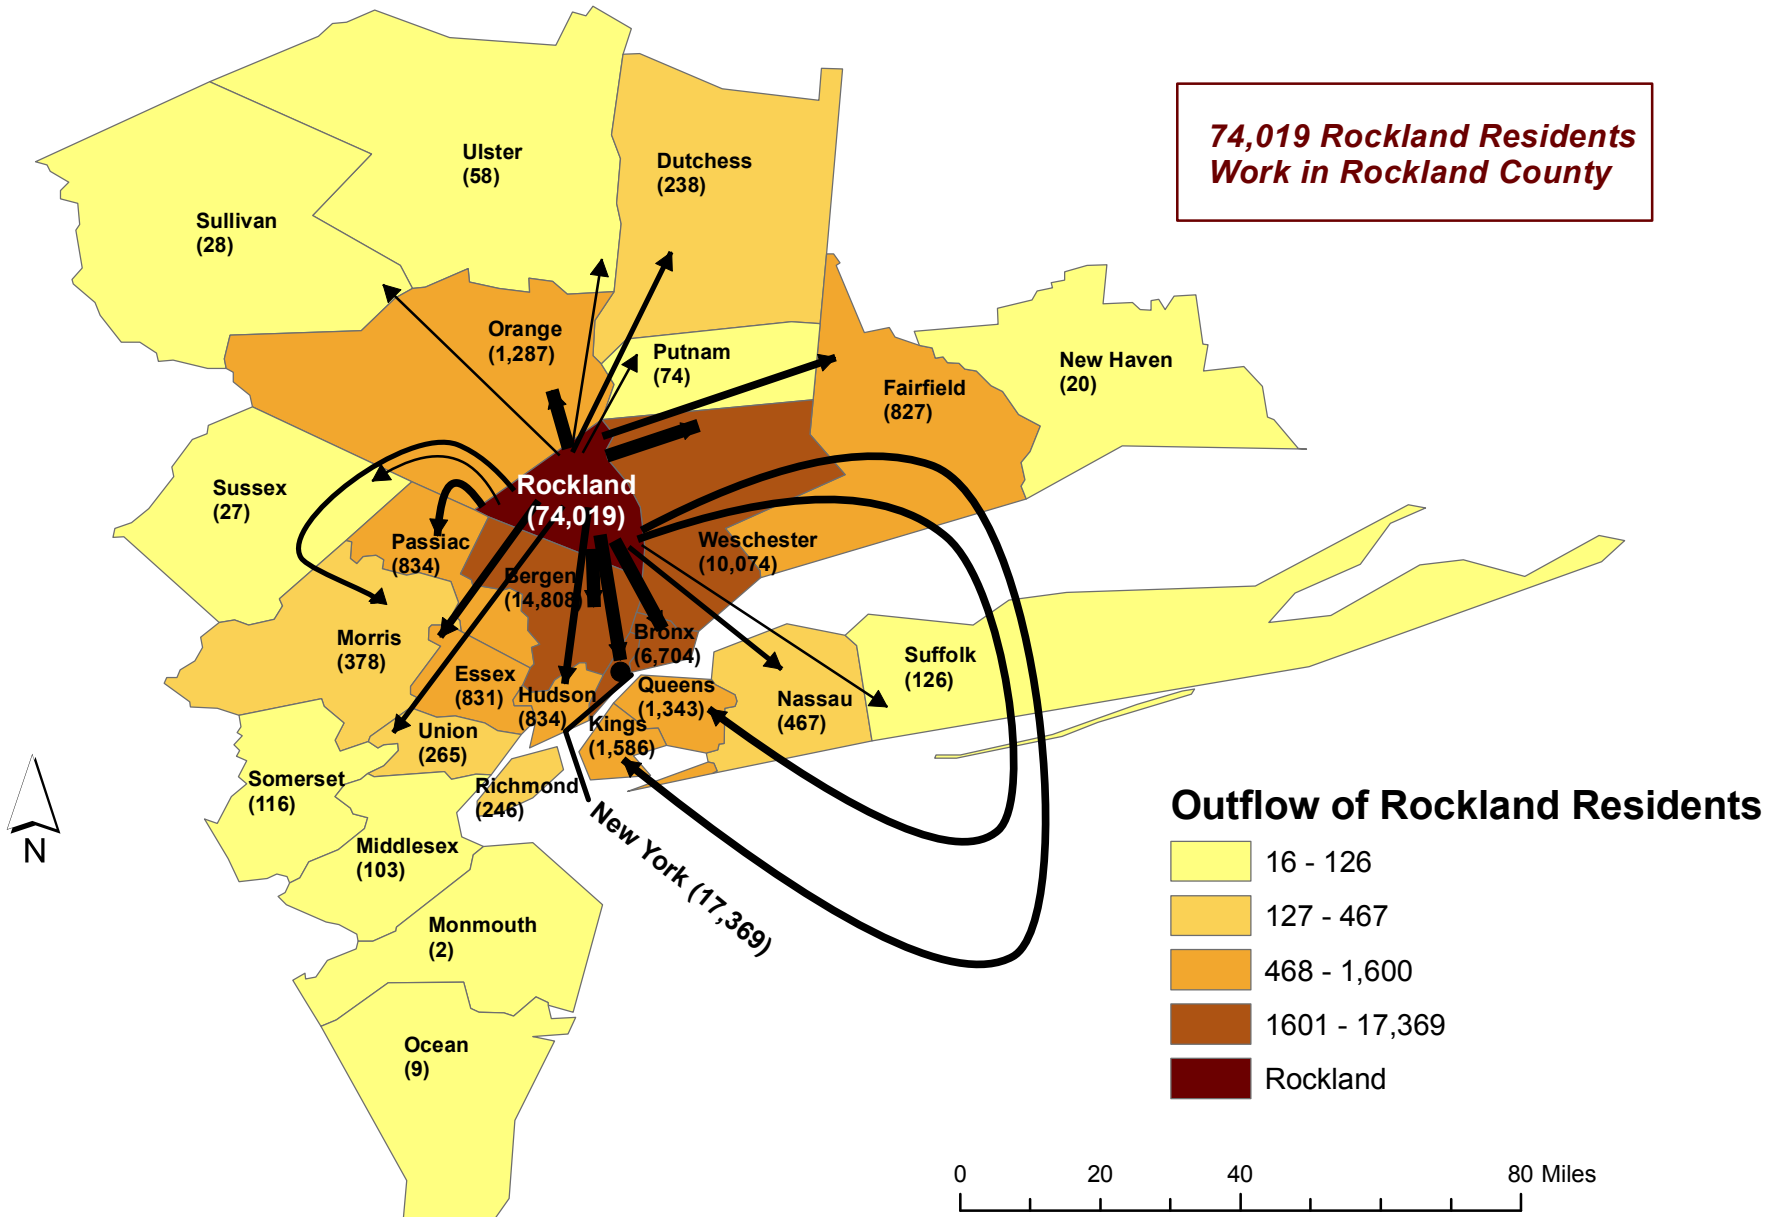 74,019 Rockland Residents
Work in Rockland County
Ulster
(58)
Dutchess
(238)
Sullivan
(28)
Orange
(1,287)
Putnam
(74)
New Haven
(20)
Fairfield
(827)
Sussex
(27)
Rockland
(74,019)
Passiac
(834)
Weschester
(10,074)
Bergen
(14,808)
Morris
(378)
Bronx
(6,704)
Suffolk
(126)
Essex
(831)
Hudson
(834)
Queens
(1,343)
Nassau
(467)
Union
(265)
Kings
(1,586)
Somerset
(116)
Richmond
(246)
New York (17,369)
Middlesex
(103)
Monmouth
(2)
Ocean
(9)
N
Outflow of Rockland Residents
16 - 126
127 - 467
468 - 1,600
1601 - 17,369
Rockland
0 20 40 80 Miles